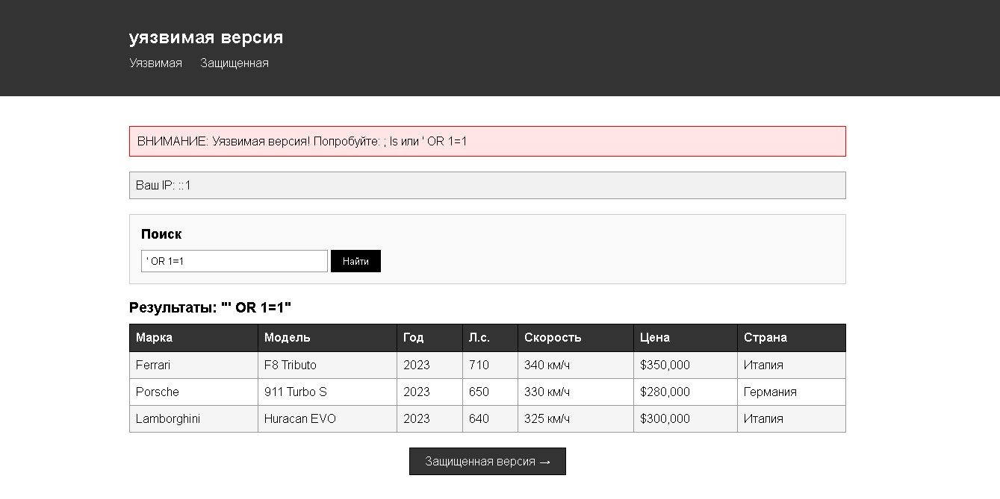 уязвимая версия
Уязвимая Защищенная
ВНИМАНИЕ: Уязвимая версия! Попробуйте: ; ls или ' OR 1=1
Ваш IP: ::1
Поиск
' OR 1=1 Найти
Результаты: "' OR 1=1"
Марка Модель Год Л.с. Скорость Цена Страна
Ferrari F8 Tributo 2023 710 340 км/ч $350,000 Италия
Porsche 911 Turbo S 2023 650 330 км/ч $280,000 Германия
Lamborghini Huracan EVO 2023 640 325 км/ч $300,000 Италия
Защищенная версия →